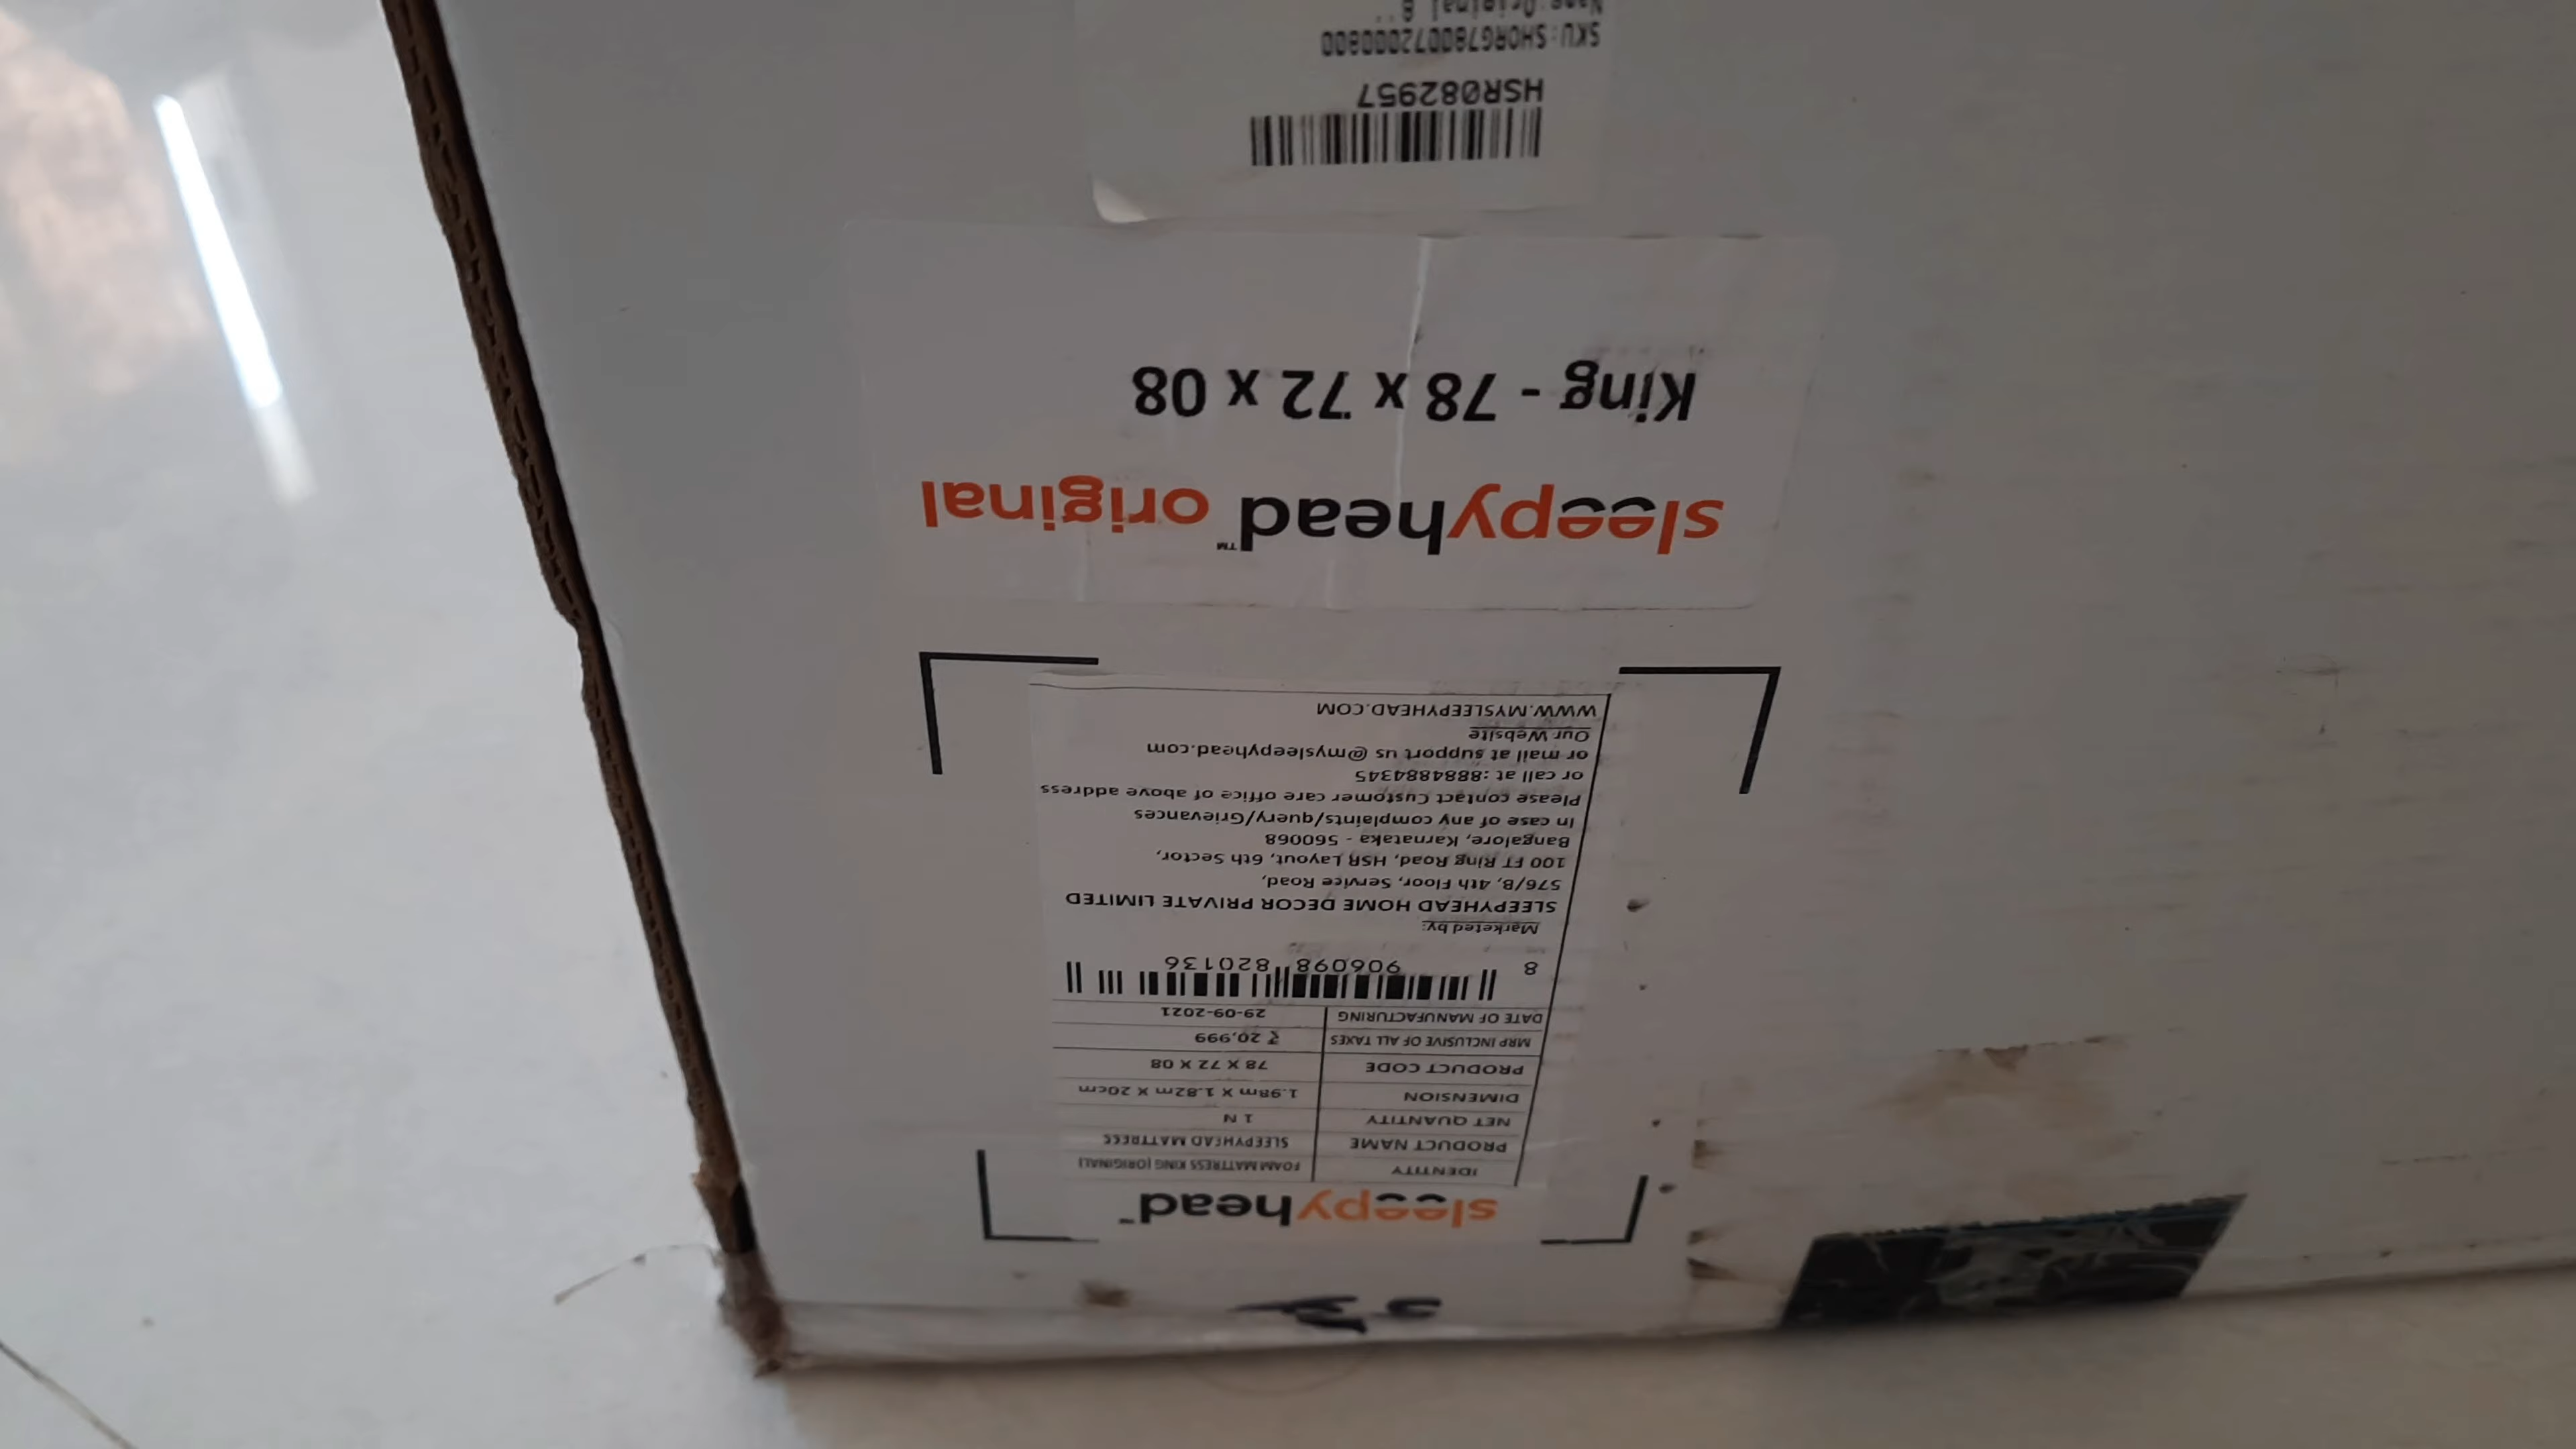 sleepyhead™
IDENTITY FOAM MATTRESS KING (ORIGINAL)
PRODUCT NAME SLEEPYHEAD MATTRESS
NET QUANTITY 1 N
DIMENSION 1.98m X 1.82m X 20cm
PRODUCT CODE 78 X 72 X 08
MRP INCLUSIVE OF ALL TAXES ₹ 20,999
DATE OF MANUFACTURING 29-09-2021
8 906098 820136
Marketed by:
SLEEPYHEAD HOME DECOR PRIVATE LIMITED
576/B, 4th Floor, Service Road,
100 FT Ring Road, HSR Layout, 6th Sector,
Bangalore, Karnataka - 560068
In case of any complaints/query/Grievances
Please contact Customer care office of above address
or call at :8884884345
or mail at support us @mysleepyhead.com
Our Website
WWW.MYSLEEPYHEAD.COM
sleepyhead™ original
King - 78 x 72 x 08
HSR082957
SKU:SHORG780072000800
Name:Original 8''